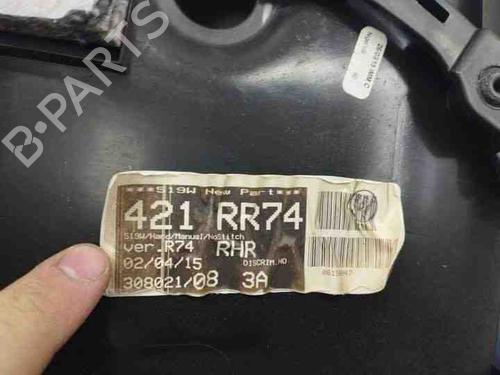 B-PARTS
***S19W New Part***
421 RR74
S19W/Hand/Manual/NoStitch
ver.R74 RHR
02/04/15 DISCRIM.NO
308021/08 3A